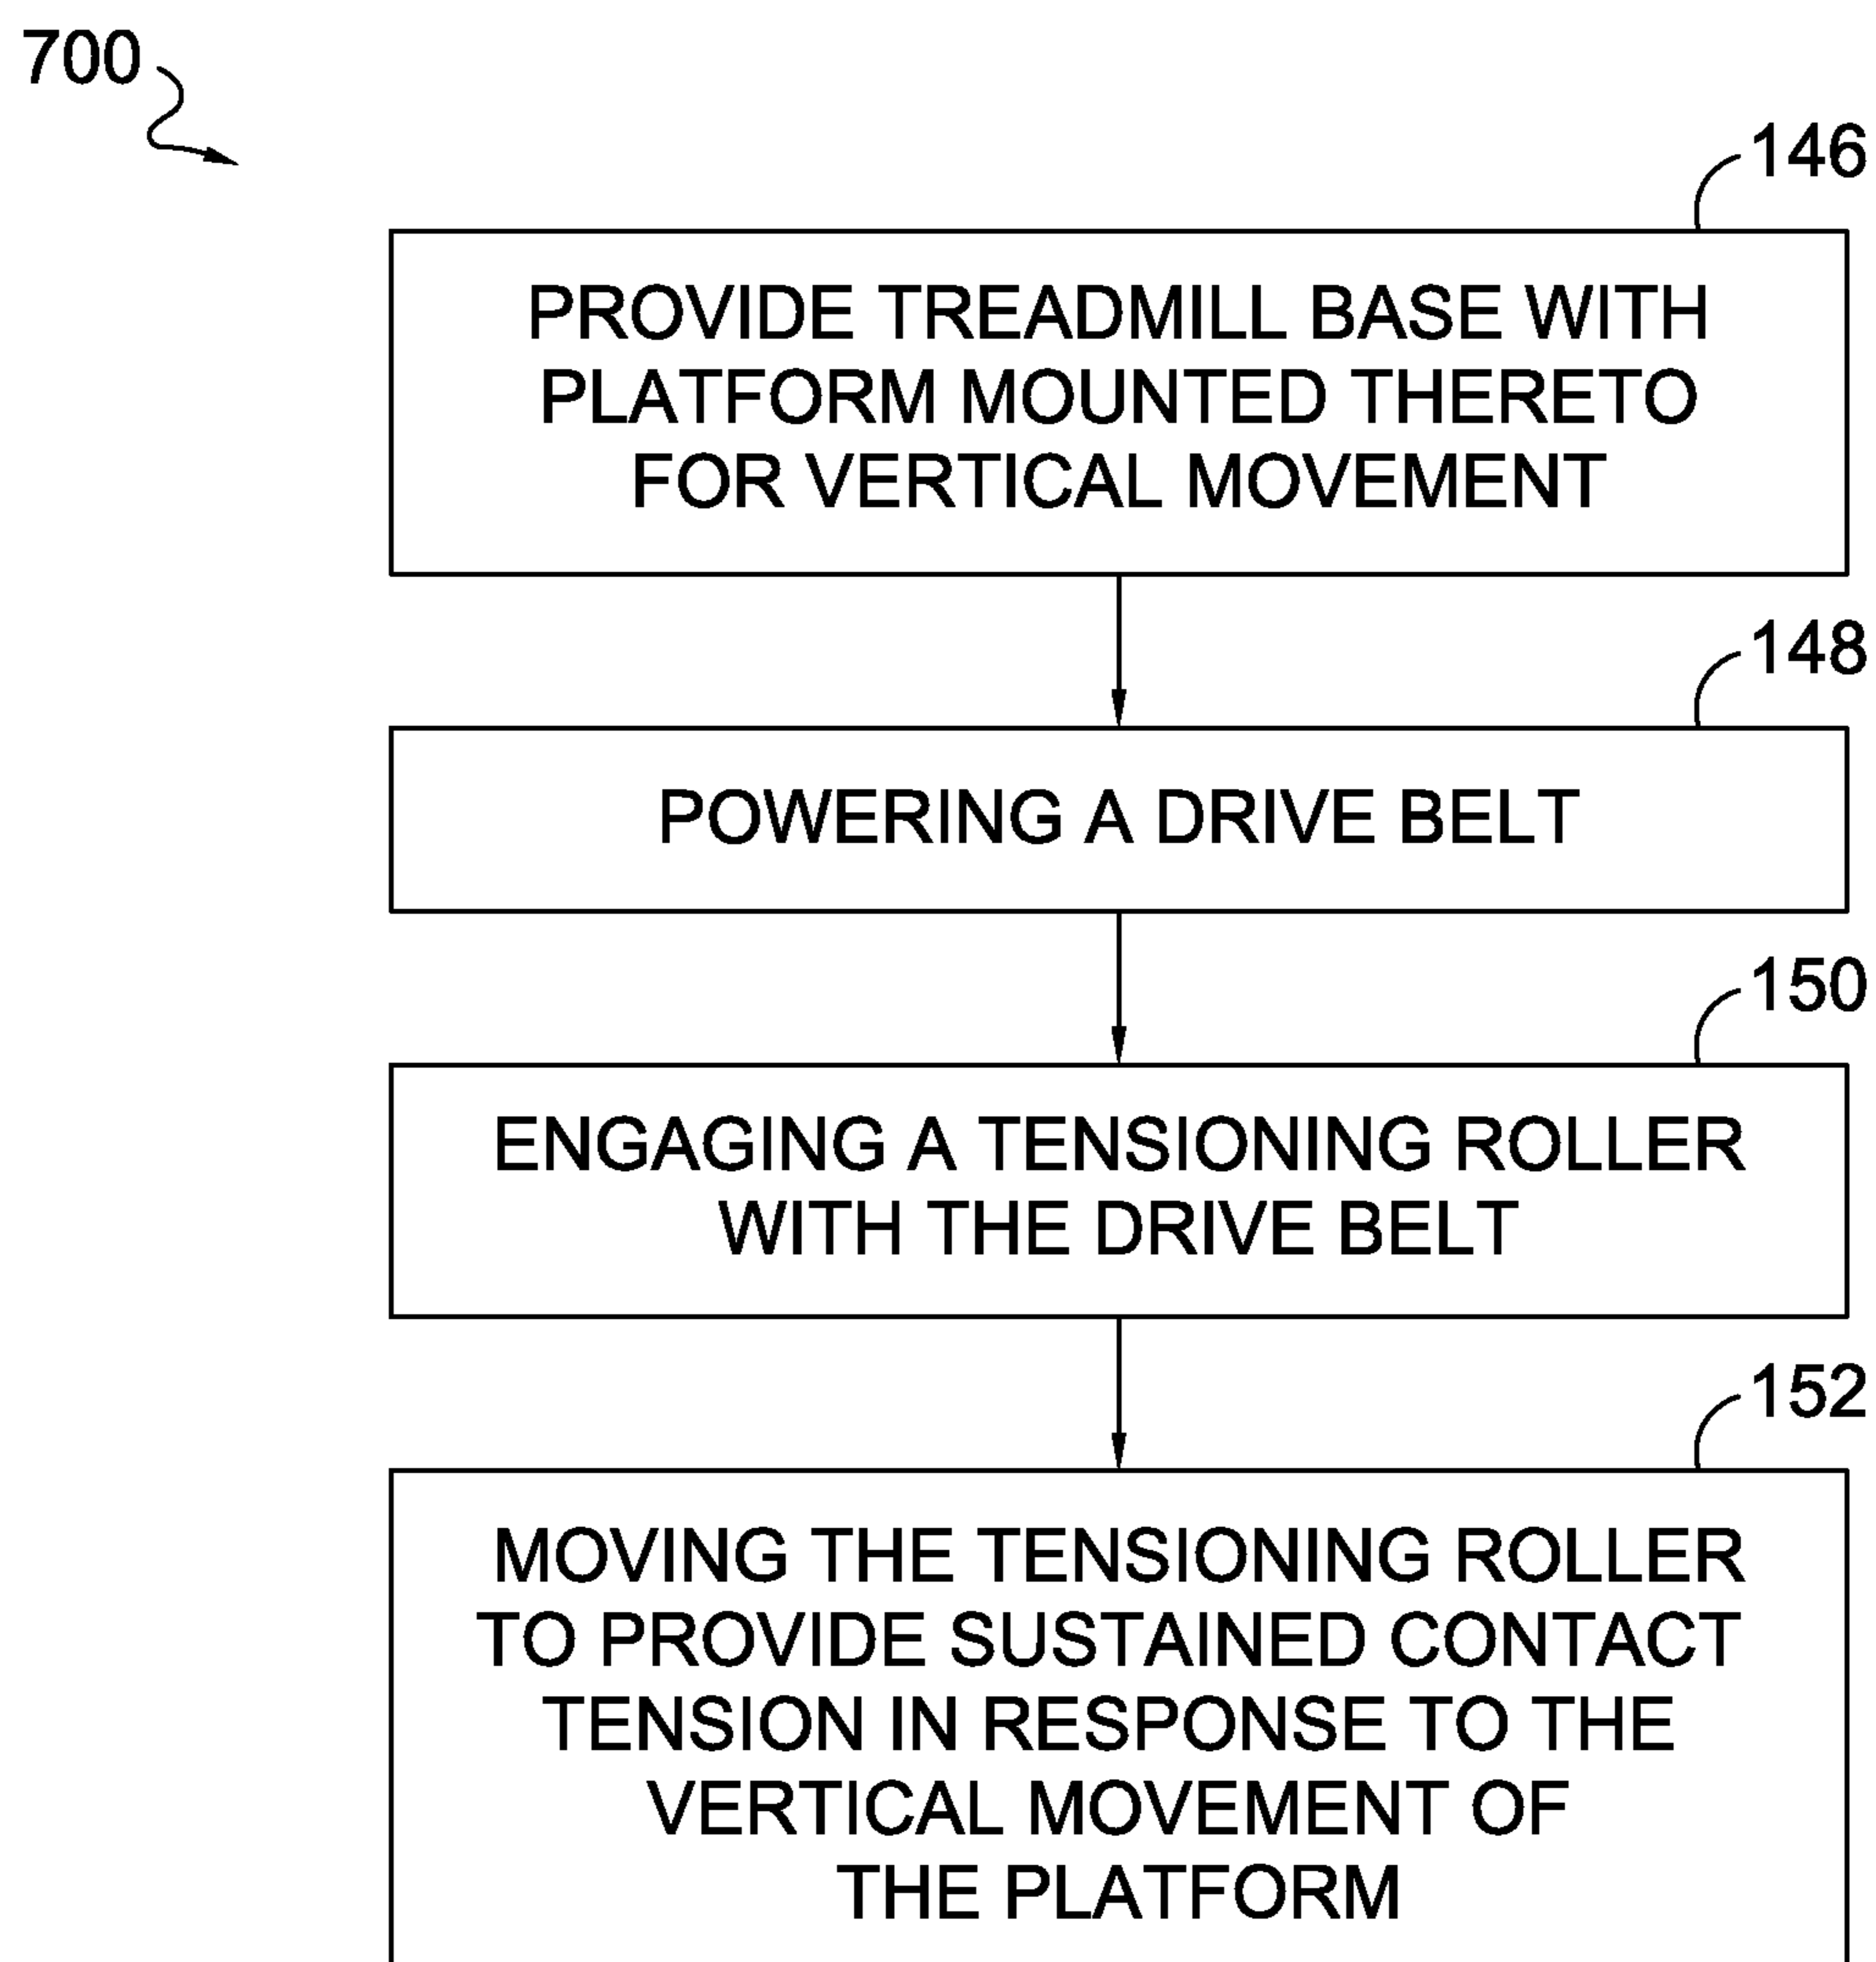 700
146
PROVIDE TREADMILL BASE WITH
PLATFORM MOUNTED THERETO
FOR VERTICAL MOVEMENT
148
POWERING A DRIVE BELT
150
ENGAGING A TENSIONING ROLLER
WITH THE DRIVE BELT
152
MOVING THE TENSIONING ROLLER
TO PROVIDE SUSTAINED CONTACT
TENSION IN RESPONSE TO THE
VERTICAL MOVEMENT OF
THE PLATFORM